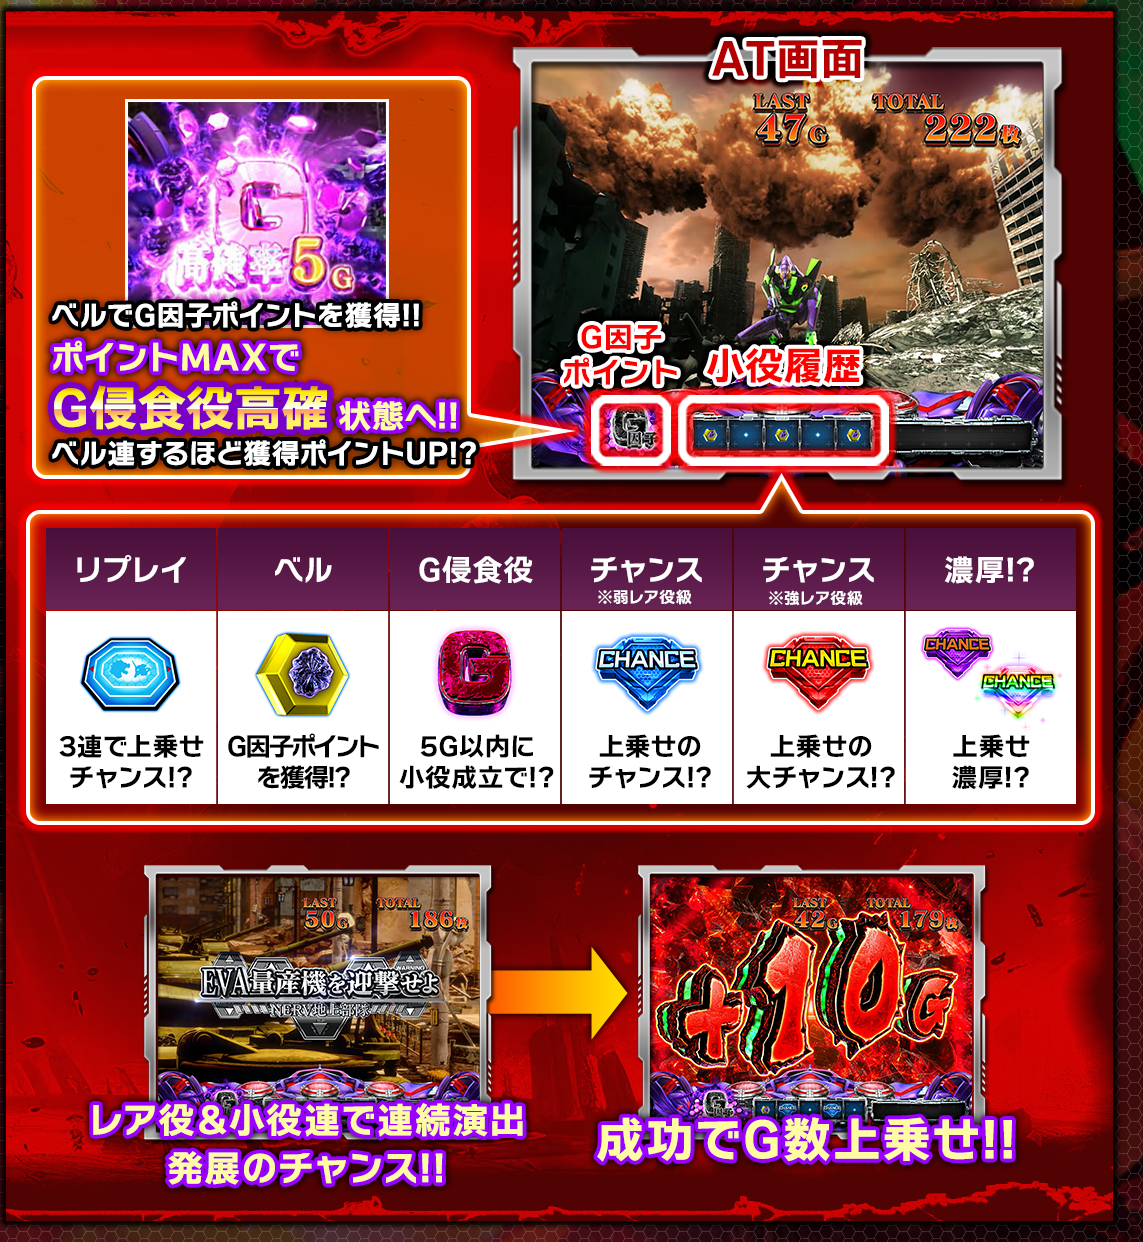 AT画面
LAST
47G
TOTAL
222枚
G
高確率5G
ベルでG因子ポイントを獲得!!
ポイントMAXで
G侵食役高確状態へ!!
ベル連するほど獲得ポイントUP!?
G因子
ポイント
小役履歴
G
因子
リプレイ
ベル
G侵食役
チャンス
※弱レア役級
チャンス
※強レア役級
濃厚!?
G
CHANCE
CHANCE
CHANCE
CHANCE
3連で上乗せ
チャンス!?
G因子ポイント
を獲得!?
5G以内に
小役成立で!?
上乗せの
チャンス!?
上乗せの
大チャンス!?
上乗せ
濃厚!?
LAST
50G
TOTAL
186枚
WARNING
EVA量産機を迎撃せよ
NERV地上部隊
レア役&小役連で連続演出
発展のチャンス!!
LAST
42G
TOTAL
179枚
+10G
G
因子
CHANCE
CHANCE
成功でG数上乗せ!!